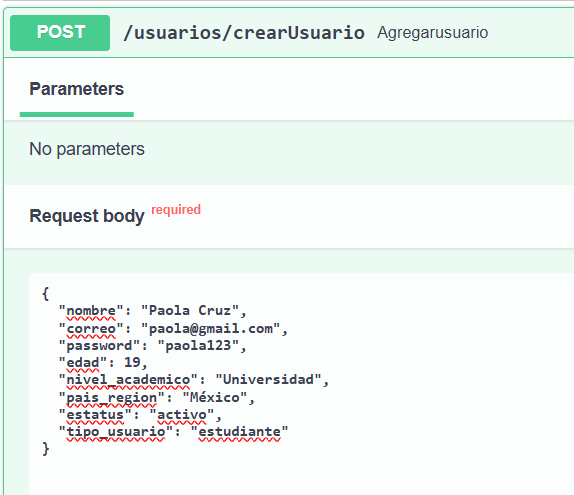 POST /usuarios/crearUsuario Agregarusuario
Parameters
No parameters
Request body required
{
"nombre": "Paola Cruz",
"correo": "paola@gmail.com",
"password": "paola123",
"edad": 19,
"nivel_academico": "Universidad",
"pais_region": "México",
"estatus": "activo",
"tipo_usuario": "estudiante"
}